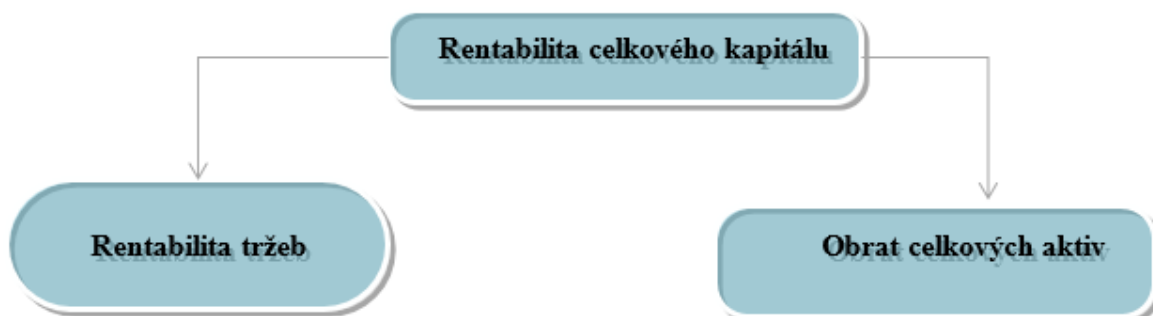 Rentabilita celkového kapitálu
Rentabilita tržeb
Obrat celkových aktiv